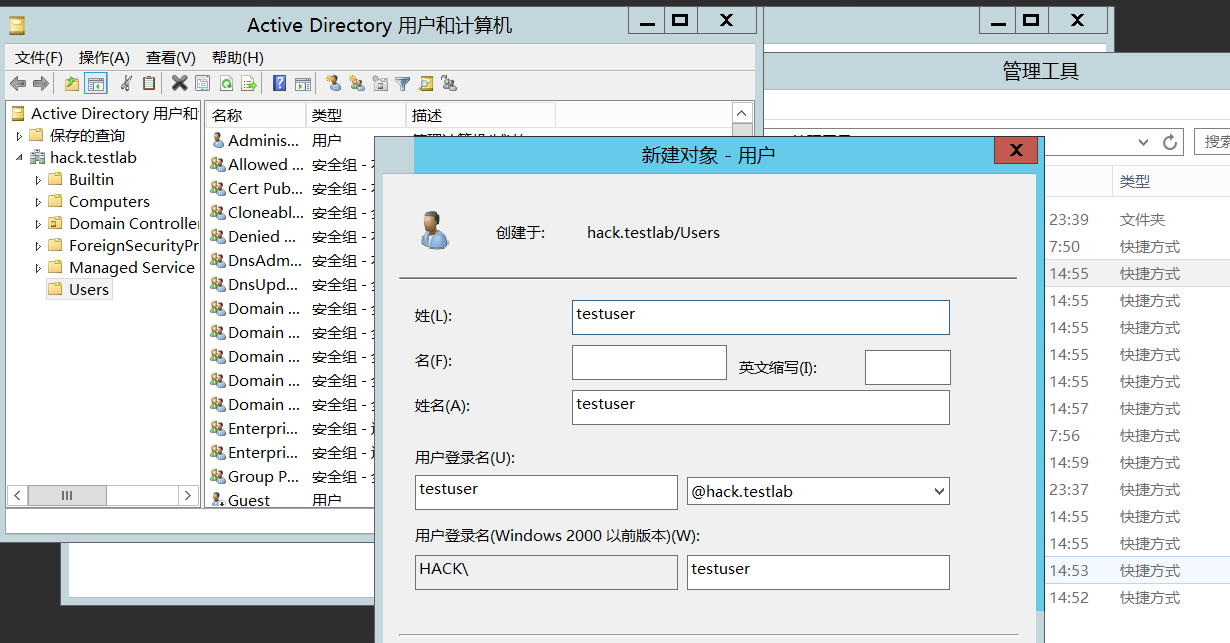 Active Directory 用户和计算机
文件(F) 操作(A) 查看(V) 帮助(H)
Active Directory 用户和
保存的查询
hack.testlab
Builtin
Computers
Domain Controller
ForeignSecurityPr
Managed Service
Users
名称 类型 描述
Adminis... 用户
Allowed ... 安全组 -
Cert Pub... 安全组 -
Cloneabl... 安全组 -
Denied ... 安全组 -
DnsAdm... 安全组 -
DnsUpd... 安全组 -
Domain ... 安全组 -
Domain ... 安全组 -
Domain ... 安全组 -
Domain ... 安全组 -
Domain ... 安全组 -
Enterpri... 安全组 -
Enterpri... 安全组 -
Group P... 安全组 -
Guest 用户
新建对象 - 用户
创建于: hack.testlab/Users
姓(L): testuser
名(F): 英文缩写(I):
姓名(A): testuser
用户登录名(U):
testuser @hack.testlab
用户登录名(Windows 2000 以前版本)(W):
HACK\ testuser
管理工具
搜索
类型
23:39 文件夹
7:50 快捷方式
14:55 快捷方式
14:55 快捷方式
14:55 快捷方式
14:55 快捷方式
14:55 快捷方式
14:57 快捷方式
7:56 快捷方式
14:59 快捷方式
23:37 快捷方式
14:55 快捷方式
14:55 快捷方式
14:53 快捷方式
14:52 快捷方式